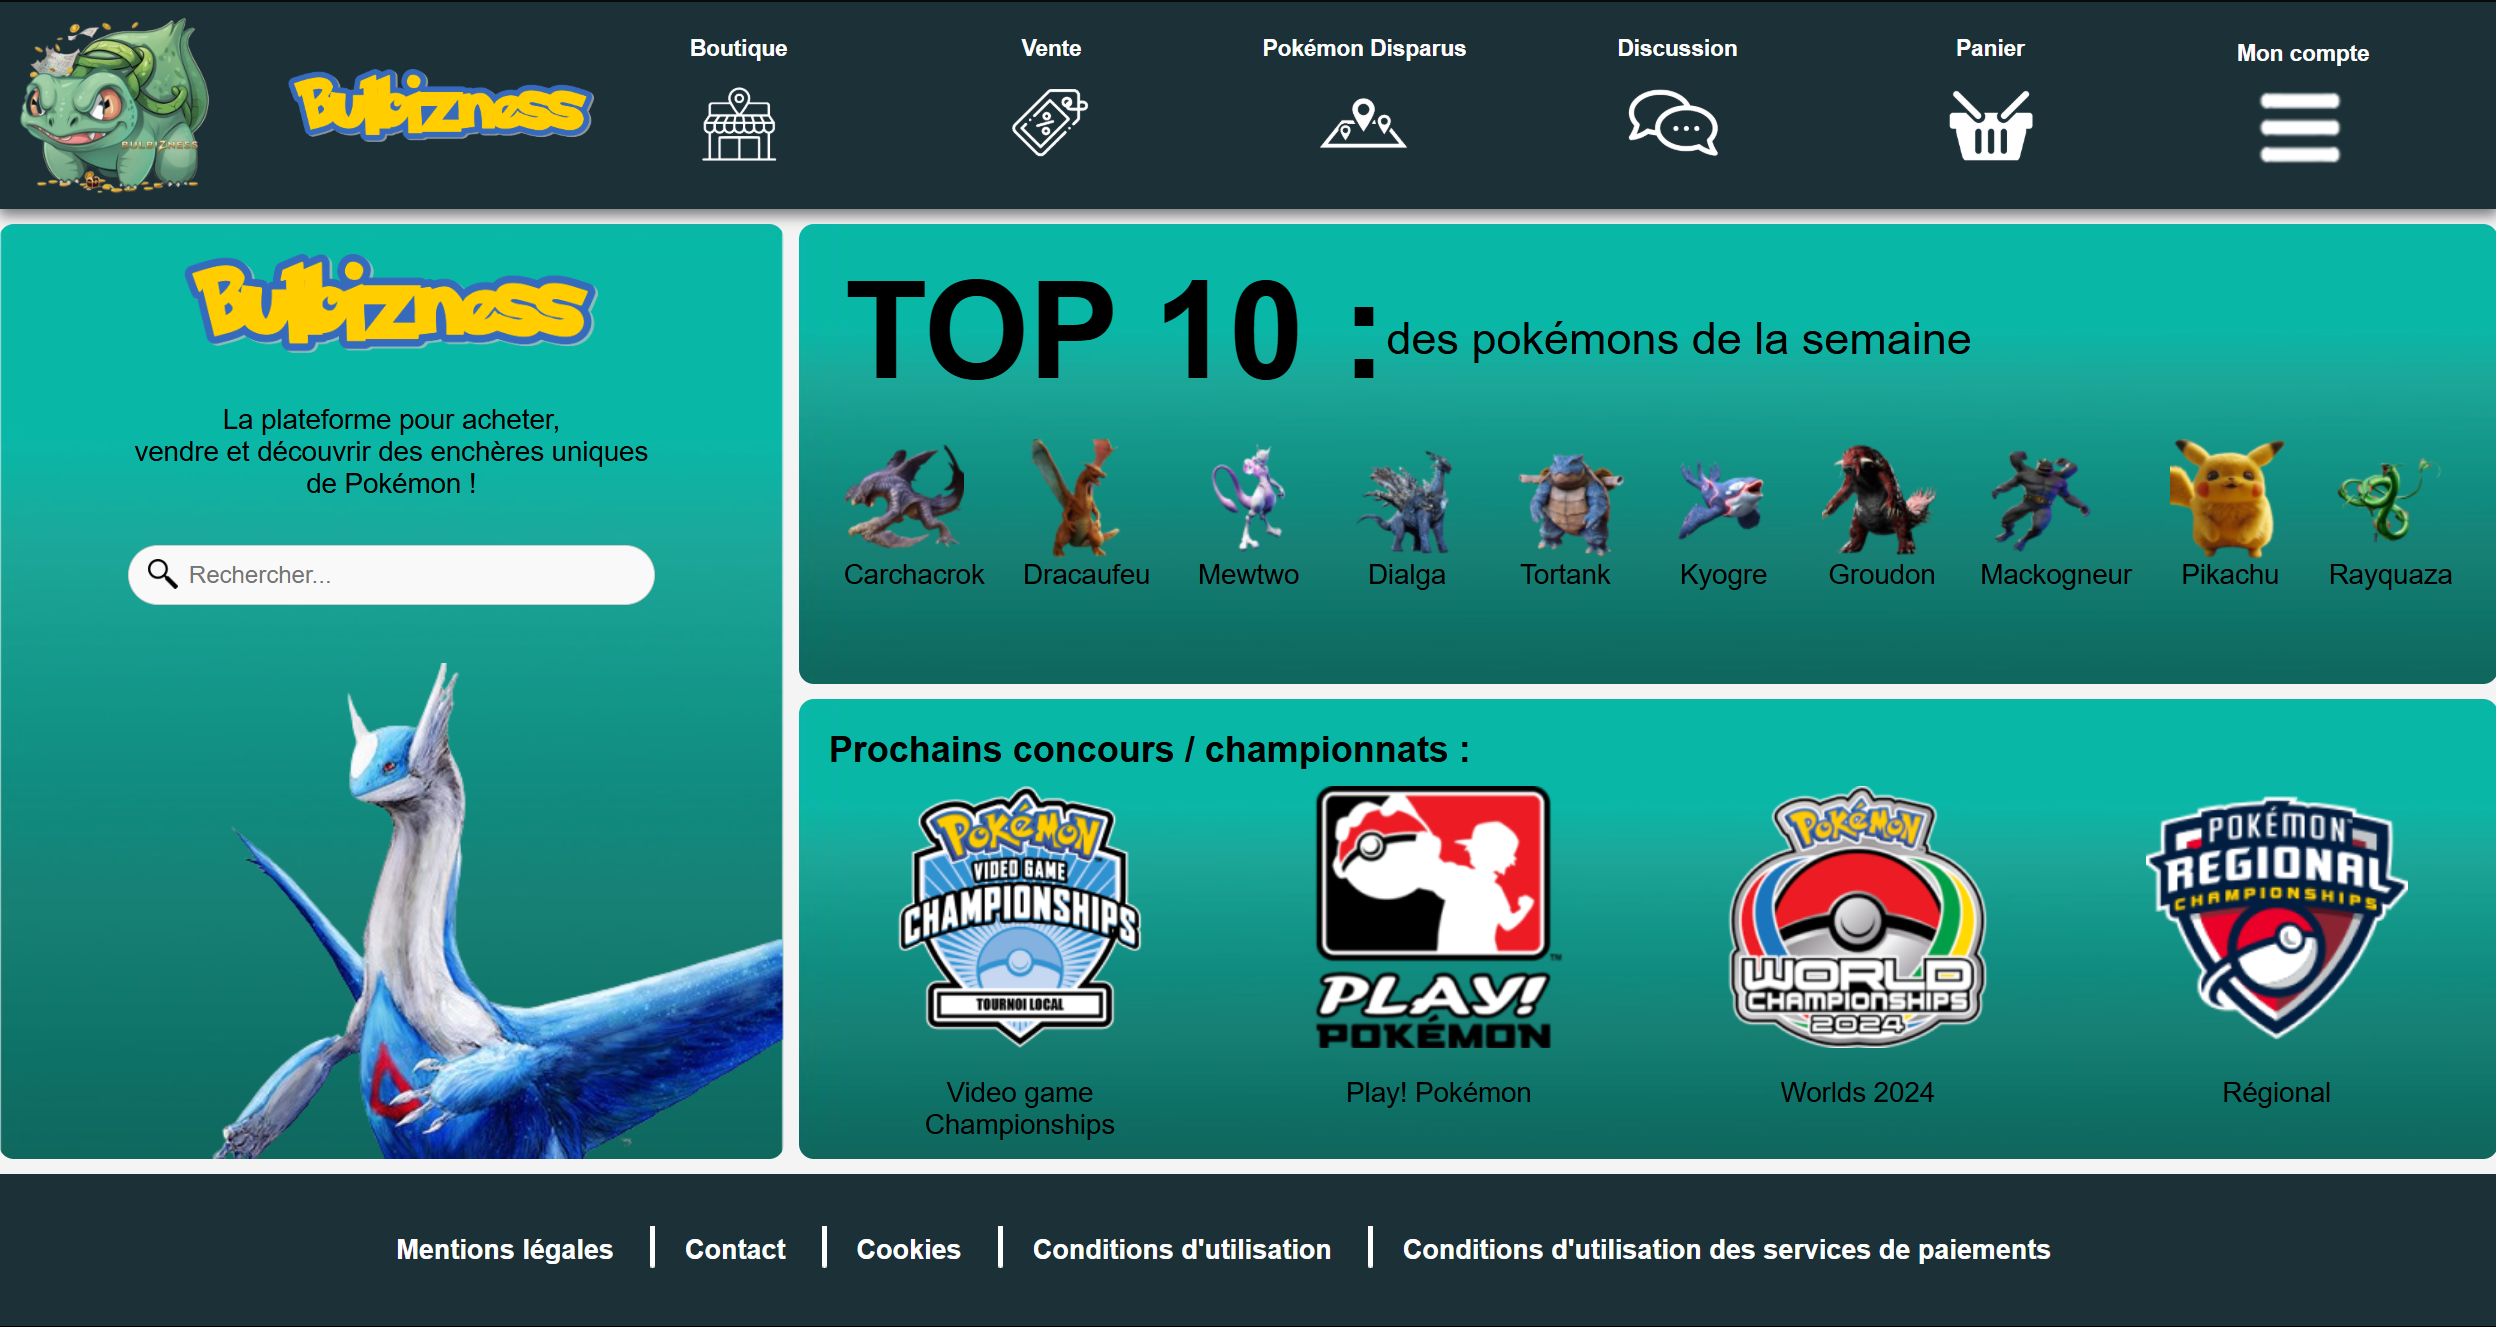 BULBIZNESS
Bulbizness
Boutique
Vente
Pokémon Disparus
Discussion
Panier
Mon compte
Bulbizness
La plateforme pour acheter,
vendre et découvrir des enchères uniques
de Pokémon !
Rechercher...
TOP 10 : des pokémons de la semaine
Carchacrok
Dracaufeu
Mewtwo
Dialga
Tortank
Kyogre
Groudon
Mackogneur
Pikachu
Rayquaza
Prochains concours / championnats :
POKéMON
VIDEO GAME
CHAMPIONSHIPS
TOURNOI LOCAL
Video game
Championships
PLAY!
POKÉMON
TM
Play! Pokémon
POKéMON
WORLD
CHAMPIONSHIPS
2024
Worlds 2024
POKÉMON
REGIONAL
CHAMPIONSHIPS
Régional
Mentions légales
Contact
Cookies
Conditions d'utilisation
Conditions d'utilisation des services de paiements